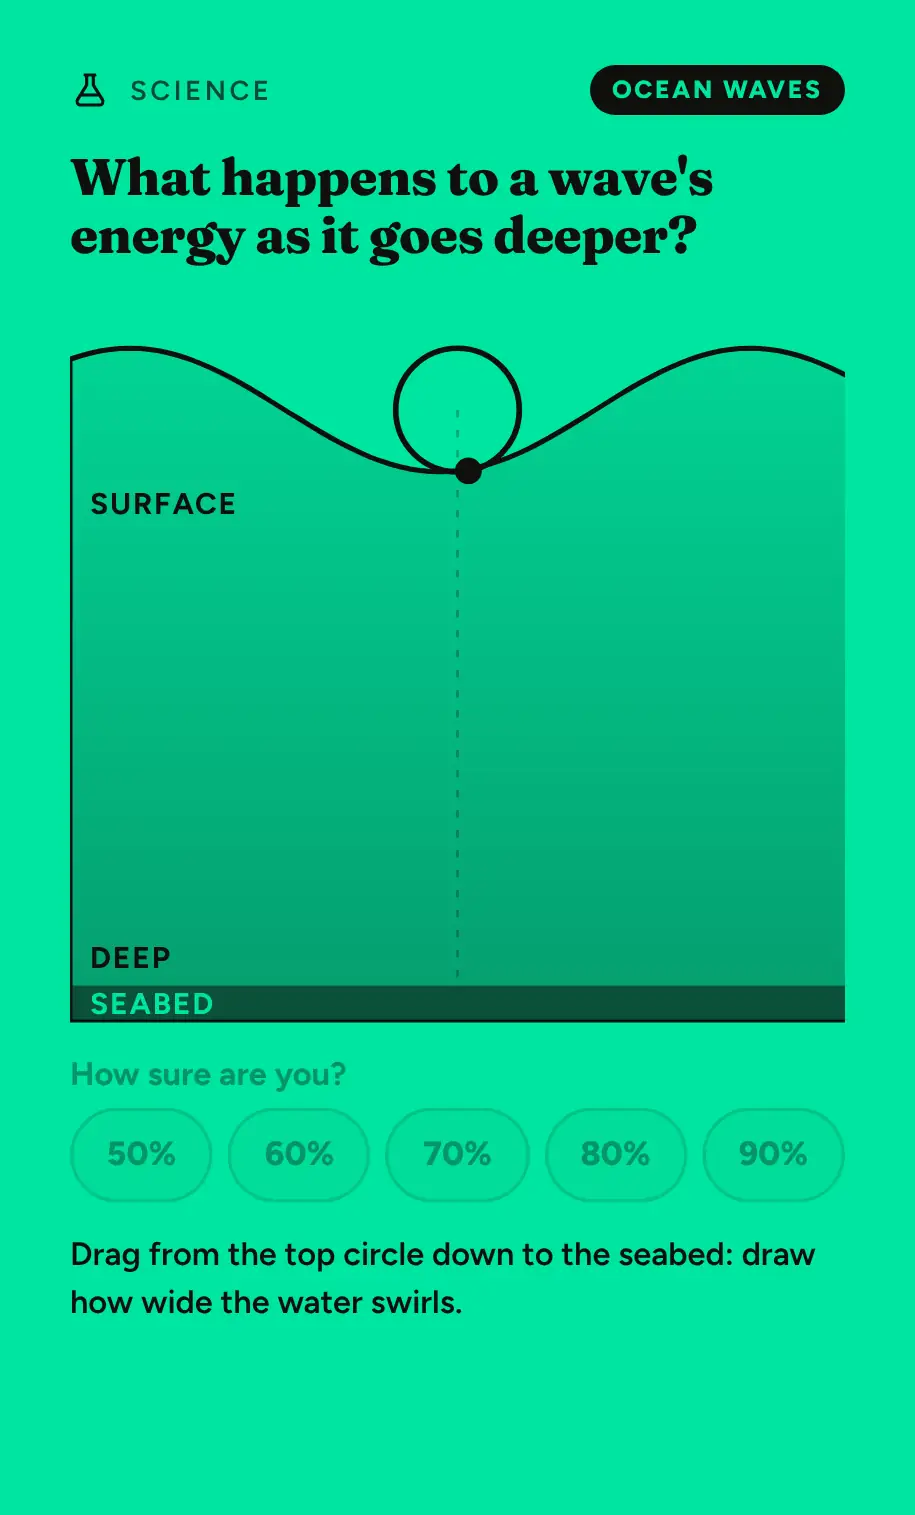 SCIENCE
OCEAN WAVES
What happens to a wave's
energy as it goes deeper?
SURFACE
DEEP
SEABED
How sure are you?
50% 60% 70% 80% 90%
Drag from the top circle down to the seabed: draw
how wide the water swirls.